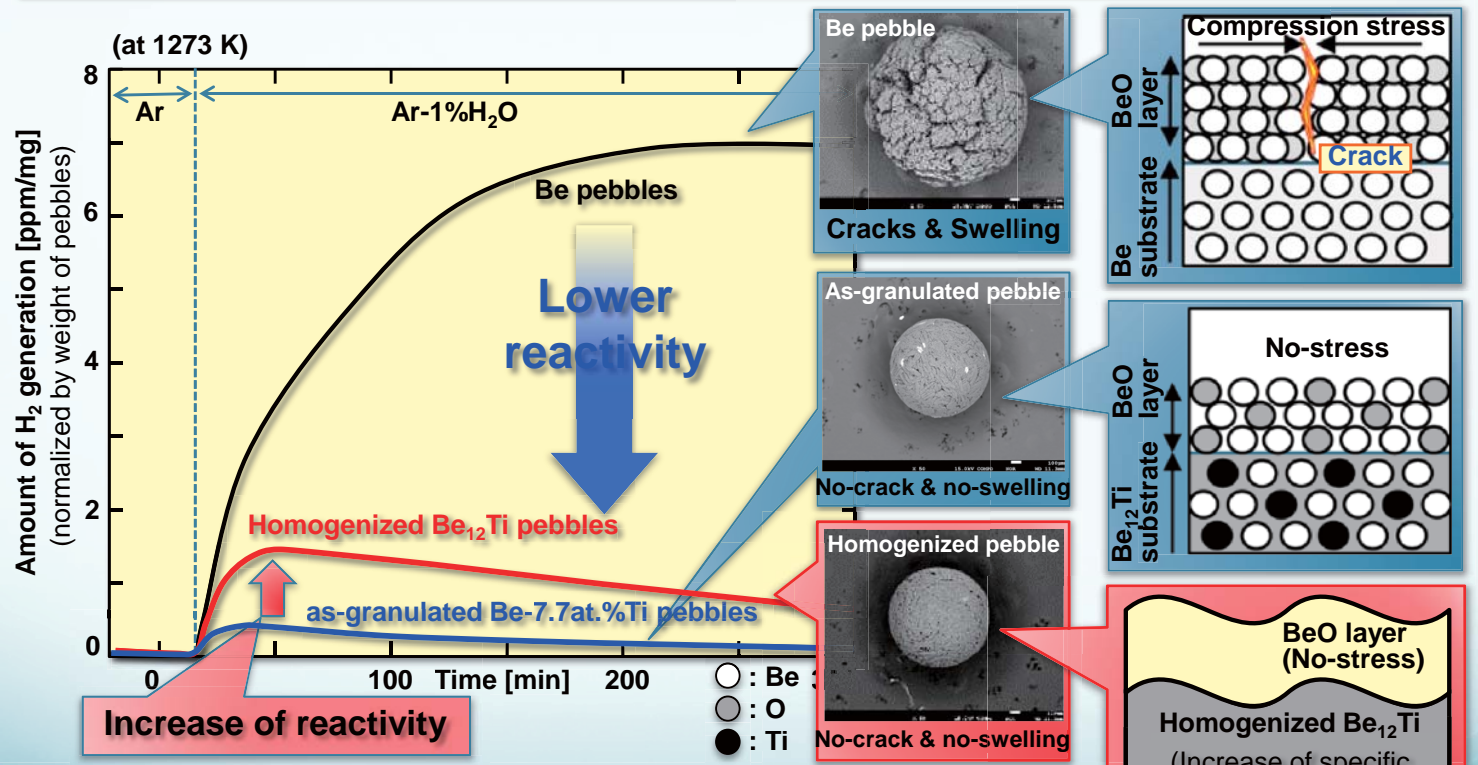 (at 1273 K)
8
6
4
2
0
Amount of H2 generation [ppm/mg]
(normalized by weight of pebbles)
Ar
Ar-1%H2O
Be pebbles
Lower
reactivity
Homogenized Be12Ti pebbles
as-granulated Be-7.7at.%Ti pebbles
0
100
Time [min]
200
3
Increase of reactivity
: Be
: O
: Ti
Be pebble
Cracks & Swelling
As-granulated pebble
No-crack & no-swelling
Homogenized pebble
No-crack & no-swelling
Compression stress
BeO
layer
Crack
Be
substrate
No-stress
BeO
layer
Be12Ti
substrate
BeO layer
(No-stress)
Homogenized Be12Ti
(Increase of specific